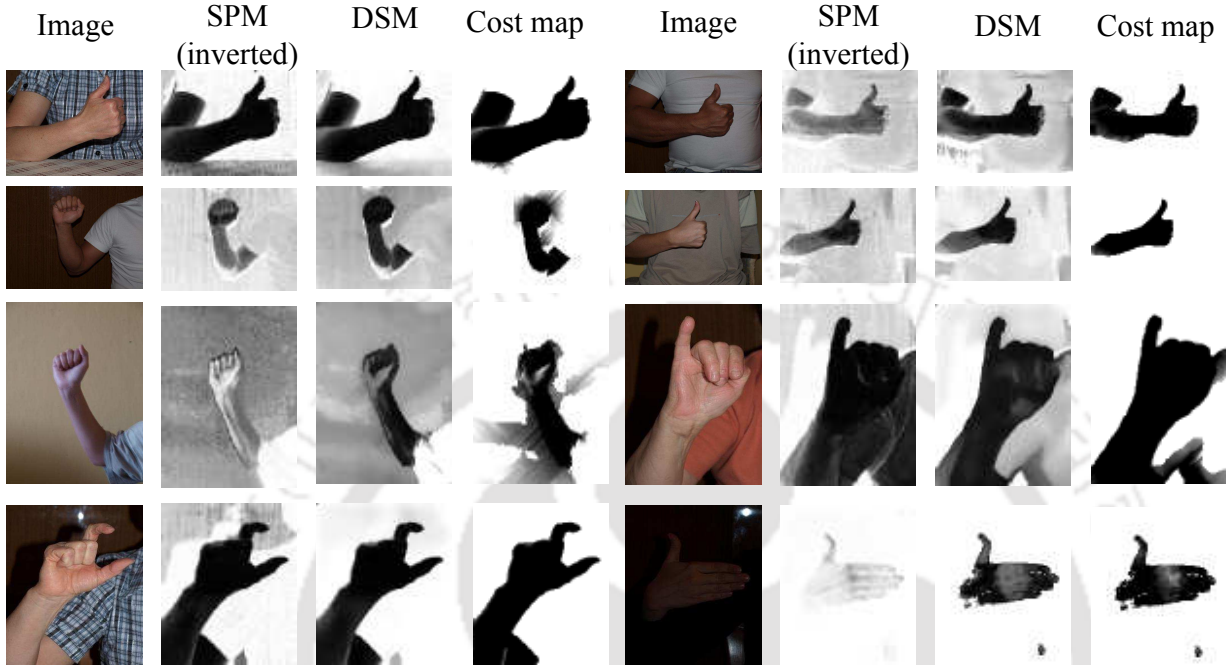 Image
SPM
(inverted)
DSM
Cost map
Image
SPM
(inverted)
DSM
Cost map